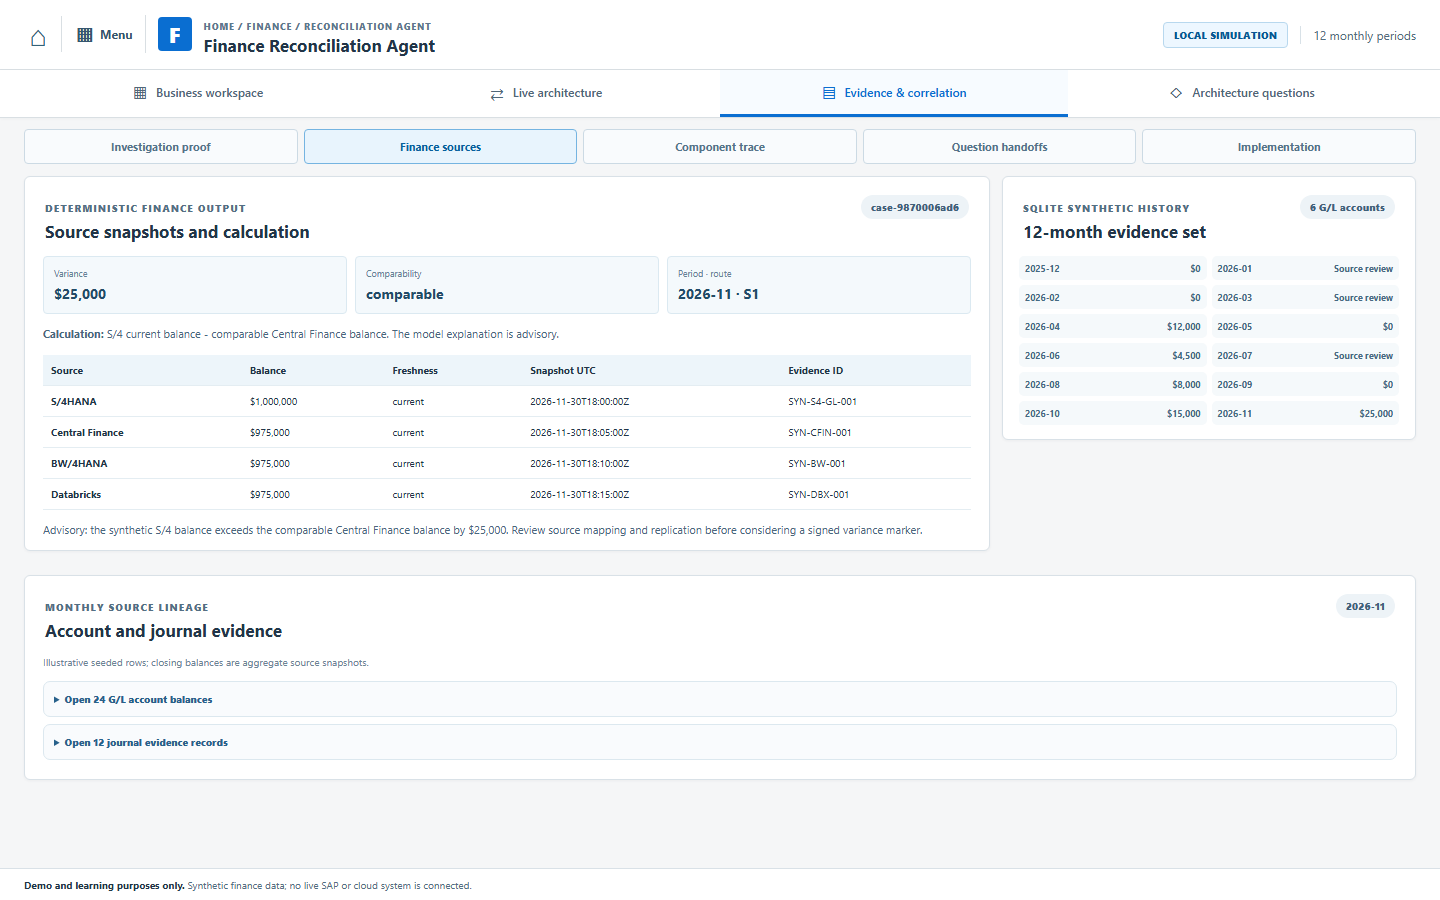 Menu
F
HOME / FINANCE / RECONCILIATION AGENT
Finance Reconciliation Agent
LOCAL SIMULATION
12 monthly periods
Business workspace
Live architecture
Evidence & correlation
Architecture questions
Investigation proof
Finance sources
Component trace
Question handoffs
Implementation
DETERMINISTIC FINANCE OUTPUT
case-9870006ad6
Source snapshots and calculation
Variance
$25,000
Comparability
comparable
Period · route
2026-11 · S1
Calculation: S/4 current balance - comparable Central Finance balance. The model explanation is advisory.
Source Balance Freshness Snapshot UTC Evidence ID
S/4HANA $1,000,000 current 2026-11-30T18:00:00Z SYN-S4-GL-001
Central Finance $975,000 current 2026-11-30T18:05:00Z SYN-CFIN-001
BW/4HANA $975,000 current 2026-11-30T18:10:00Z SYN-BW-001
Databricks $975,000 current 2026-11-30T18:15:00Z SYN-DBX-001
Advisory: the synthetic S/4 balance exceeds the comparable Central Finance balance by $25,000. Review source mapping and replication before considering a signed variance marker.
SQLITE SYNTHETIC HISTORY
6 G/L accounts
12-month evidence set
2025-12 $0 2026-01 Source review
2026-02 $0 2026-03 Source review
2026-04 $12,000 2026-05 $0
2026-06 $4,500 2026-07 Source review
2026-08 $8,000 2026-09 $0
2026-10 $15,000 2026-11 $25,000
MONTHLY SOURCE LINEAGE
2026-11
Account and journal evidence
Illustrative seeded rows; closing balances are aggregate source snapshots.
Open 24 G/L account balances
Open 12 journal evidence records
Demo and learning purposes only. Synthetic finance data; no live SAP or cloud system is connected.